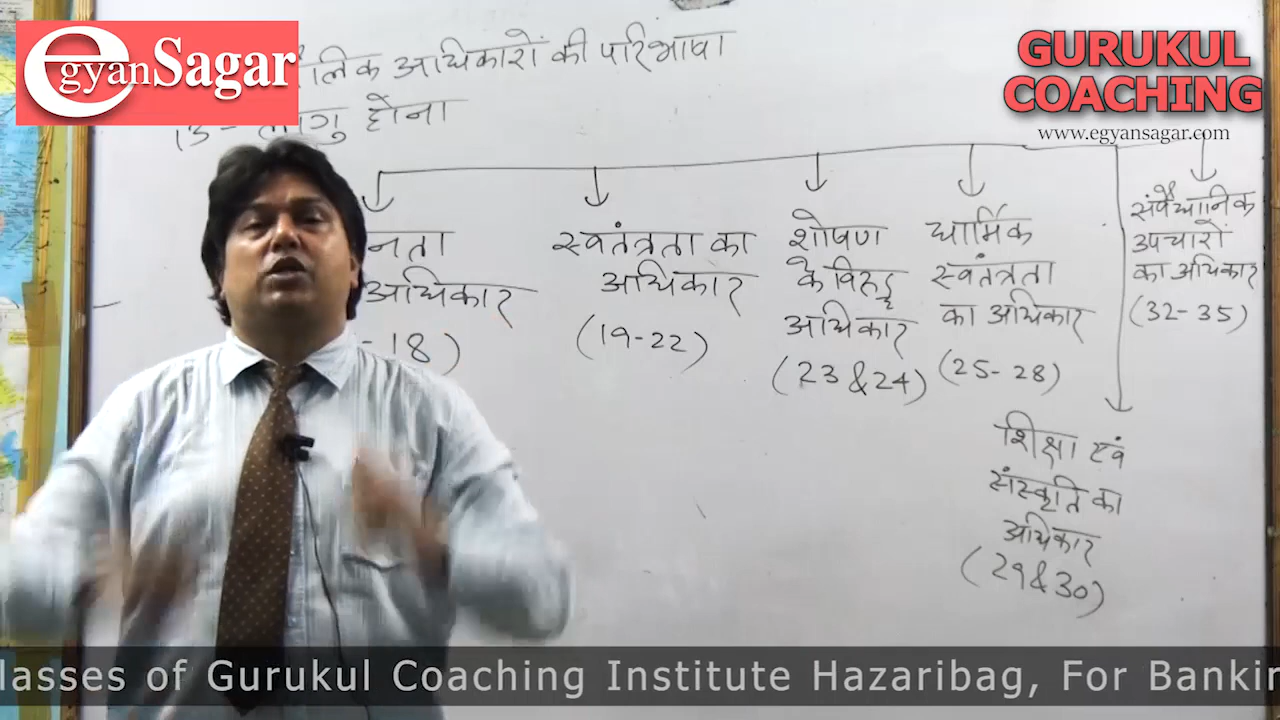 egyanSagar
GURUKUL
COACHING
www.egyansagar.com
लिक अधिकारों की परिभाषा
13 - लागु होना
नता
अधिकार
- 18)
स्वतंत्रता का
अधिकार
(19-22)
शोषण
के विरुद्ध
अधिकार
(23 & 24)
धार्मिक
स्वतंत्रता
का अधिकार
(25-28)
उपचारों
का अधिकार
(32-35)
शिक्षा एवं
संस्कृति का
अधिकार
(29 & 30)
lasses of Gurukul Coaching Institute Hazaribag, For Bankin